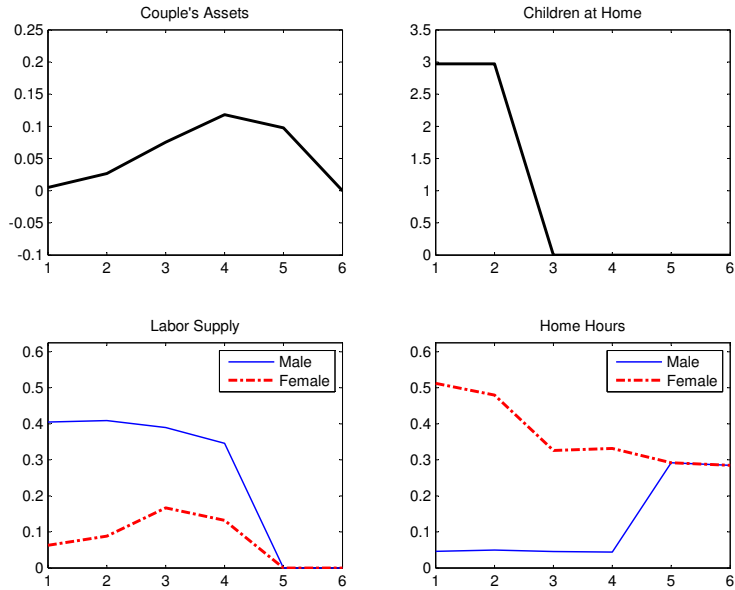 Couple's Assets
0.25
0.2
0.15
0.1
0.05
0
-0.05
-0.1
1 2 3 4 5 6
Children at Home
3.5
3
2.5
2
1.5
1
0.5
0
1 2 3 4 5 6
Labor Supply
0.6
0.5
0.4
0.3
0.2
0.1
0
1 2 3 4 5 6
Male
Female
Home Hours
0.6
0.5
0.4
0.3
0.2
0.1
0
1 2 3 4 5 6
Male
Female